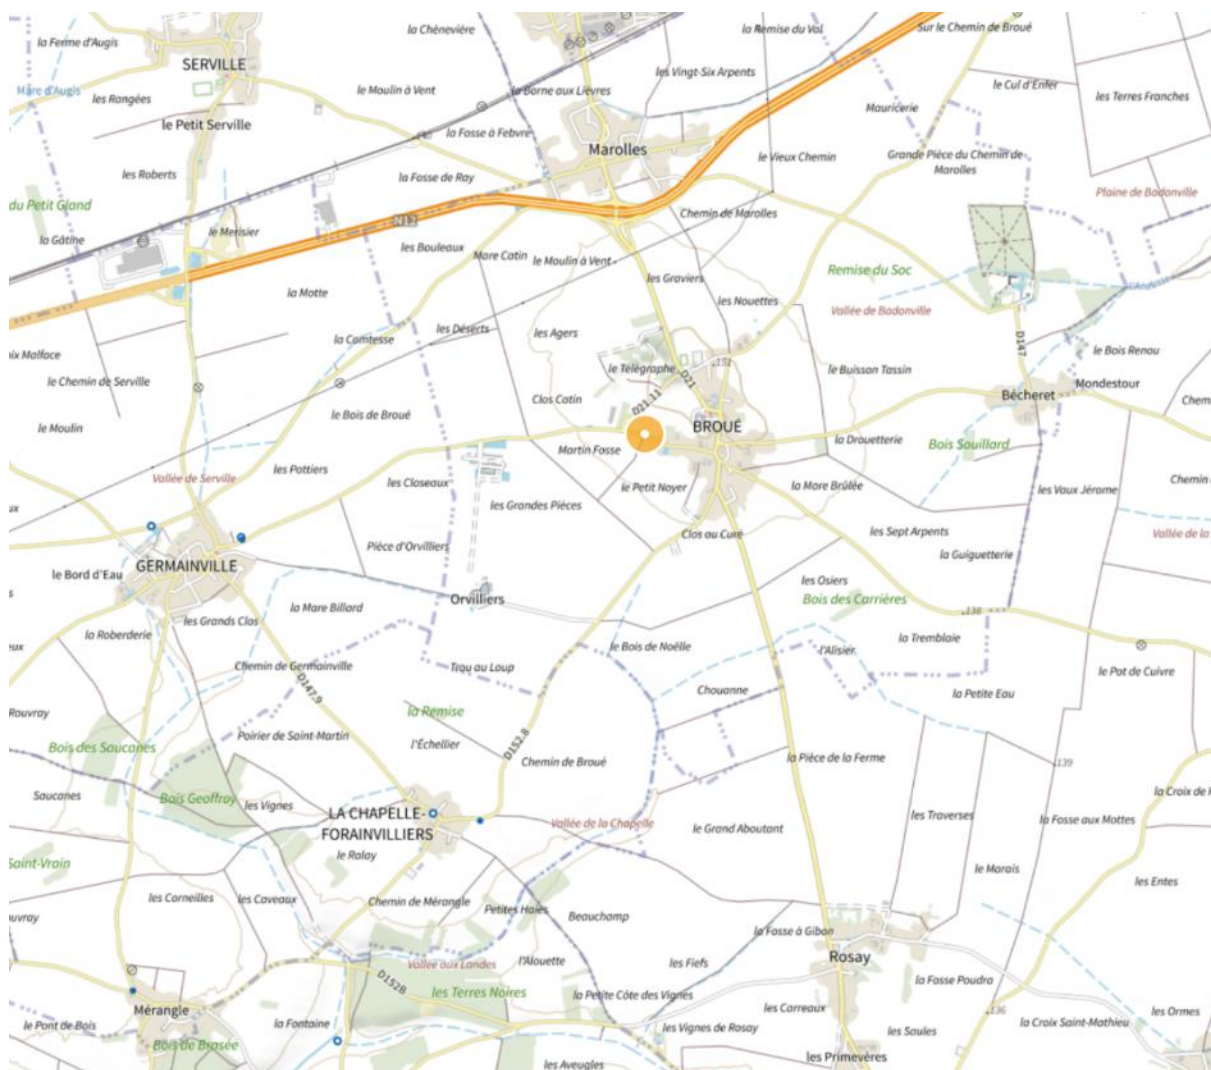 la Chènevière
la Remise du Val
Sur le Chemin de Broué
la Ferme d'Augis
SERVILLE
les Vingt-Six Arpents
le Cul d'Enfer
Mare d'Augis
les Rangées
le Moulin à Vent
la Borne aux Lièvres
les Terres Franches
Mauricerie
le Petit Serville
la Fosse à Febvre
Marolles
le Vieux Chemin
Grande Pièce du Chemin de
Marolles
les Roberts
la Fosse de Ray
Plaine de Badonville
du Petit Gland
N12
Chemin de Marolles
la Gâtine
le Merisier
les Bouleaux
Mare Catin
le Moulin à Vent
les Graviers
Remise du Soc
la Motte
les Nouettes
Vallée de Badonville
les Déserts
les Agers
la Comtesse
D147
oix Malface
le Bois Renou
le Télégraphe
D21
151
le Buisson Tassin
le Chemin de Serville
Mondestour
Bécheret
Clos Catin
D21.11
Chem
le Bois de Broué
le Moulin
BROUÉ
la Drouetterie
Bois Souillard
Martin Fosse
Vallée de Serville
les Pottiers
les Closeaux
le Petit Noyer
la Mare Brûlée
les Vaux Jérome
Chemin
ux
les Grandes Pièces
Clos au Curé
les Sept Arpents
Vallée de la
Pièce d'Orvilliers
la Guiguetterie
GERMAINVILLE
le Bord d'Eau
les Osiers
Orvilliers
Bois des Carrières
138
la Mare Billard
les Grands Clos
la Roberderie
la Tremblaie
eux
le Bois de Noëlle
l'Alisier
Chemin de Germainville
Trou au Loup
le Pot de Cuivre
D147.9
Chouanne
la Petite Eau
Rouvray
la Remise
Poirier de Saint-Martin
l'Échellier
D152.8
Bois des Saucanes
Chemin de Broué
la Pièce de la Ferme
139
Saucanes
Bois Geoffroy
les Vignes
la Croix de
LA CHAPELLE-
FORAINVILLIERS
Vallée de la Chapelle
le Grand Aboutant
les Traverses
la Fosse aux Mottes
le Ralay
Saint-Vrain
le Marais
les Entes
les Corneilles
les Caveaux
Chemin de Mérangle
Petites Haies
Beauchamp
uvray
la Fosse à Gibon
Rosay
Vallée aux Landes
l'Alouette
les Fiefs
la Fosse Poudra
D152B
les Terres Noires
la Petite Côte des Vignes
Mérangle
les Carreaux
136
les Ormes
le Pont de Bois
la Fontaine
les Vignes de Rosay
les Saules
la Croix Saint-Mathieu
Bois de Brasée
les Primevères
les Aveugles